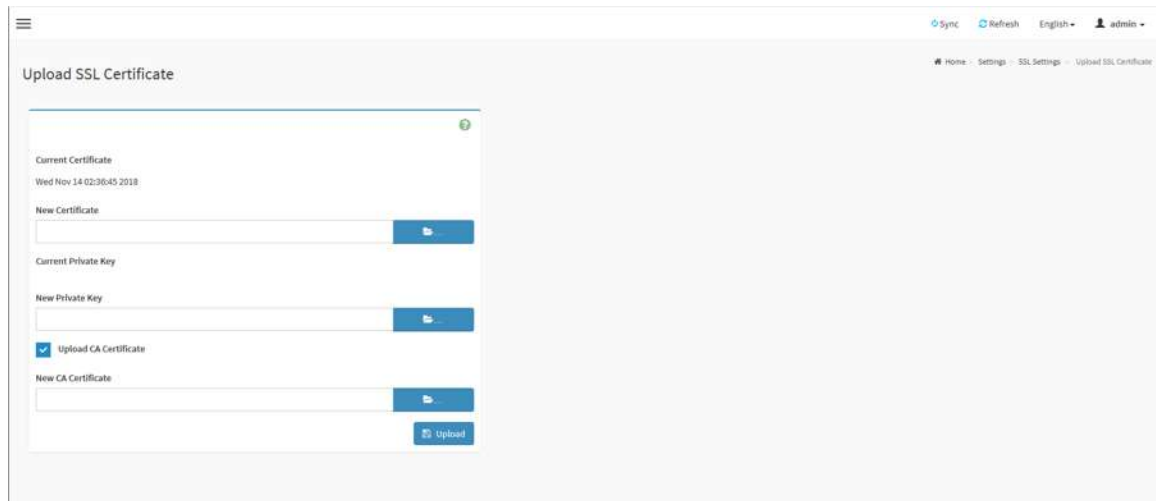 Sync Refresh English admin
Upload SSL Certificate
Home Settings SSL Settings Upload SSL Certificate
Current Certificate
Wed Nov 14 02:36:45 2018
New Certificate
...
Current Private Key
New Private Key
...
Upload CA Certificate
New CA Certificate
...
Upload